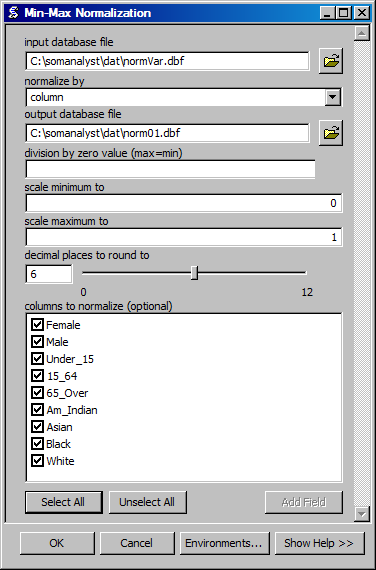 Min-Max Normalization
input database file
C:\somanalyst\dat\normVar.dbf
normalize by
column
output database file
C:\somanalyst\dat\norm01.dbf
division by zero value (max=min)
scale minimum to
0
scale maximum to
1
decimal places to round to
6
0 12
columns to normalize (optional)
Female
Male
Under_15
15_64
65_Over
Am_Indian
Asian
Black
White
Select All Unselect All Add Field
OK Cancel Environments... Show Help >>